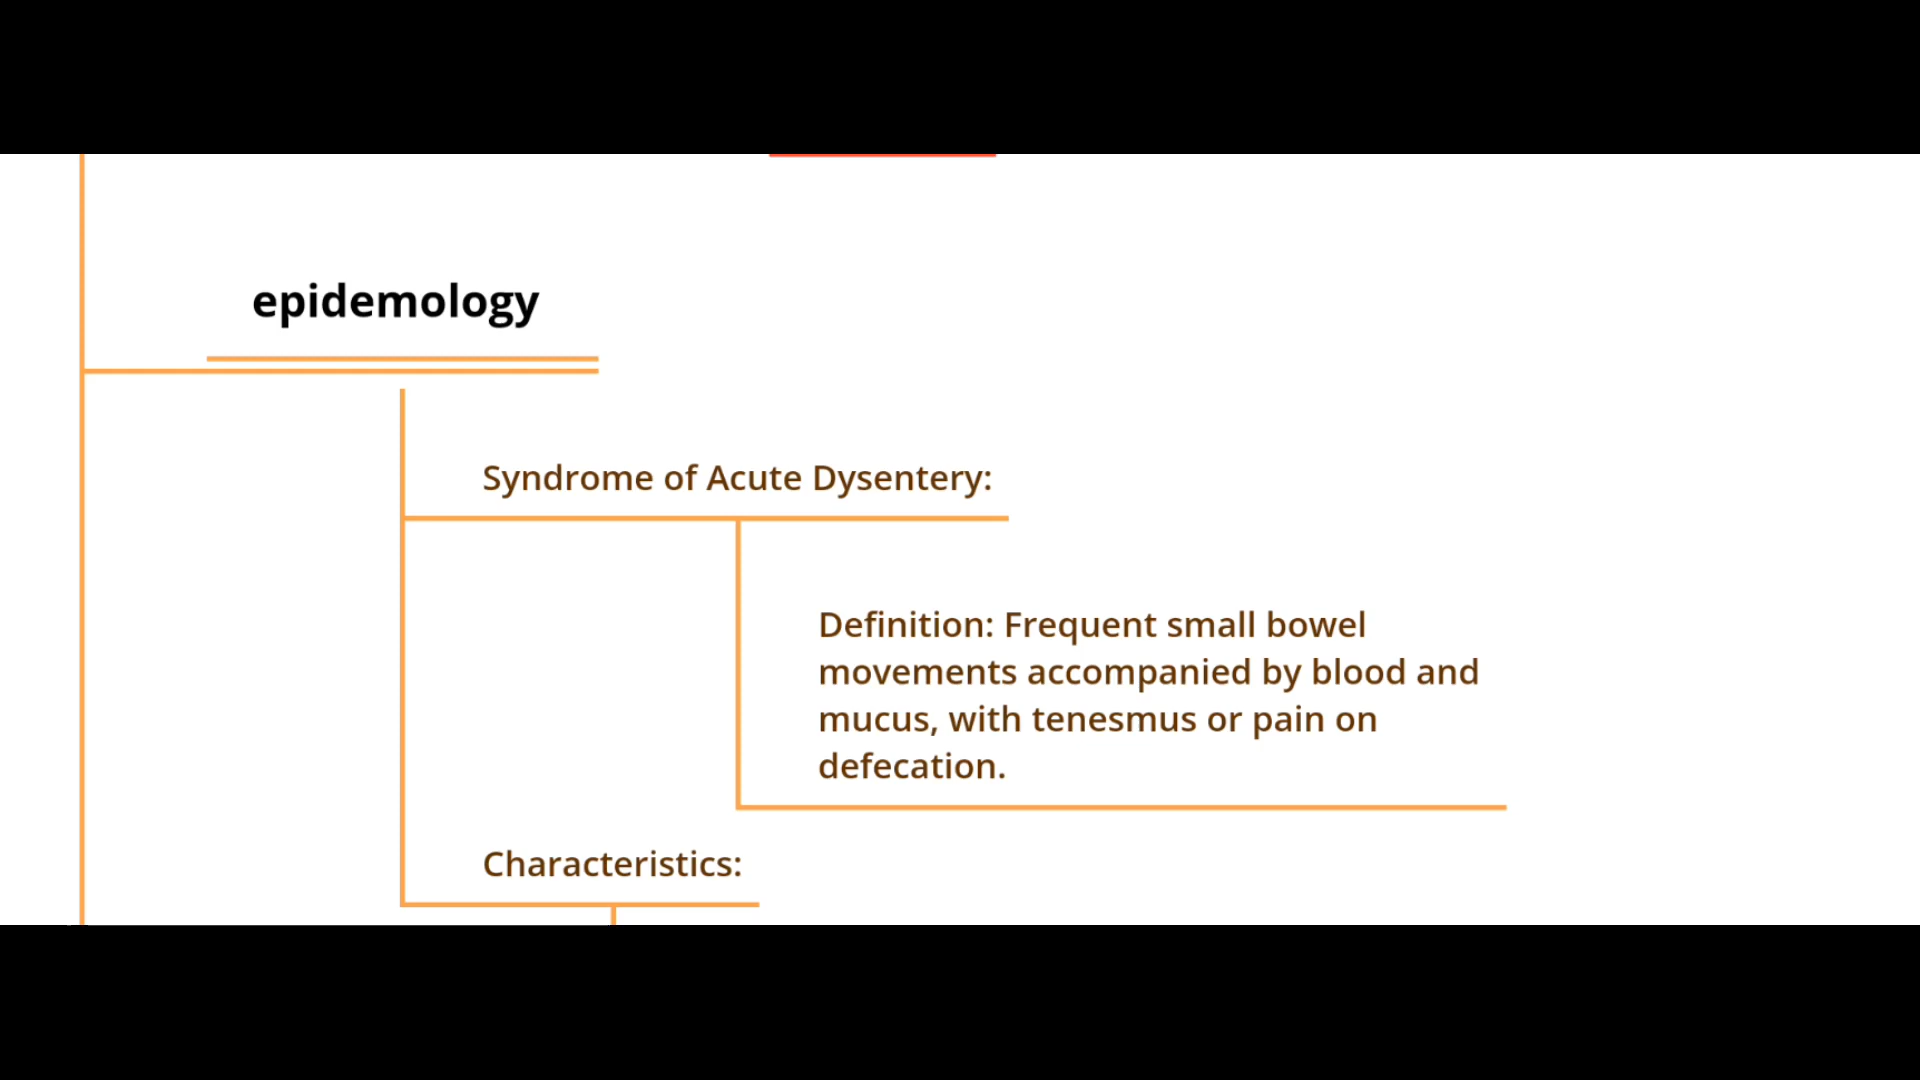 epidemology
Syndrome of Acute Dysentery:
Definition: Frequent small bowel
movements accompanied by blood and
mucus, with tenesmus or pain on
defecation.
Characteristics: